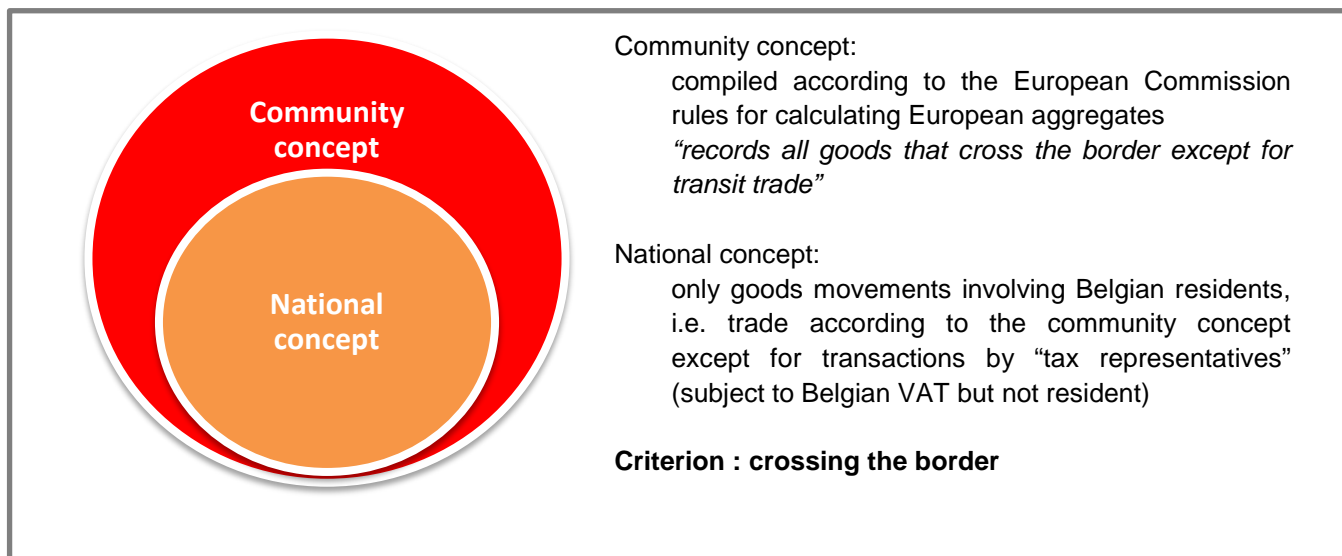 Community
concept
National
concept
Community concept:
compiled according to the European Commission
rules for calculating European aggregates
“records all goods that cross the border except for
transit trade”
National concept:
only goods movements involving Belgian residents,
i.e. trade according to the community concept
except for transactions by “tax representatives”
(subject to Belgian VAT but not resident)
Criterion : crossing the border